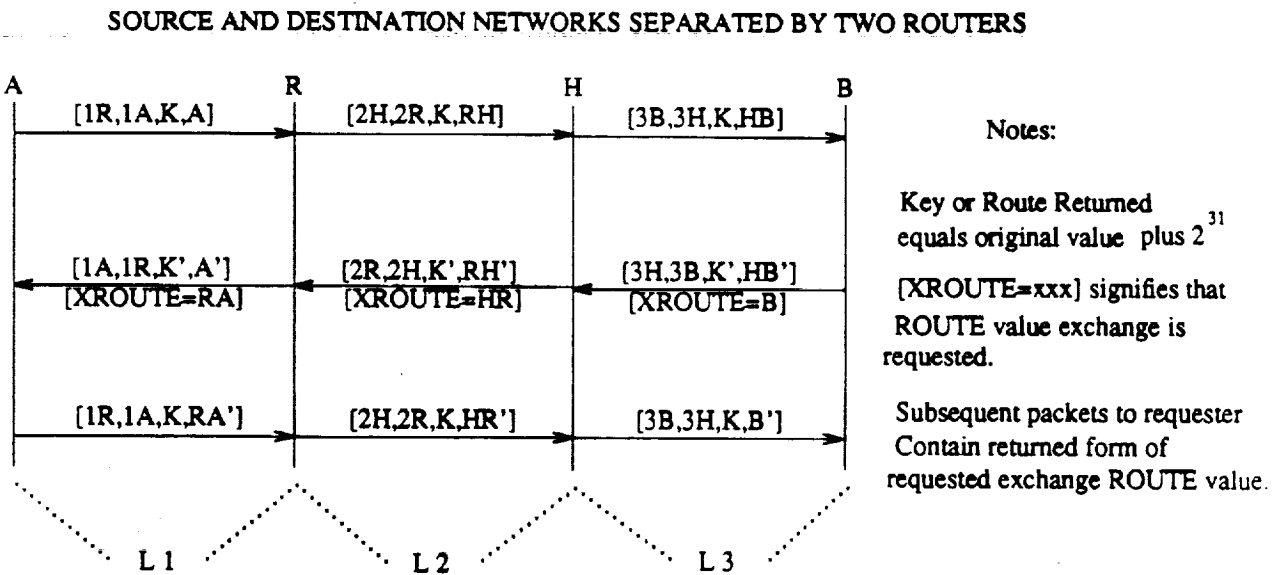 SOURCE AND DESTINATION NETWORKS SEPARATED BY TWO ROUTERS
A R H B
[1R,1A,K,A] [2H,2R,K,RH] [3B,3H,K,HB]
[1A,1R,K',A'] [2R,2H,K',RH'] [3H,3B,K',HB']
[XROUTE=RA] [XROUTE=HR] [XROUTE=B]
[1R,1A,K,RA'] [2H,2R,K,HR'] [3B,3H,K,B']
L 1 L 2 L 3
Notes:
Key or Route Returned
equals original value plus 2^31
[XROUTE=xxx] signifies that
ROUTE value exchange is
requested.
Subsequent packets to requester
Contain returned form of
requested exchange ROUTE value.